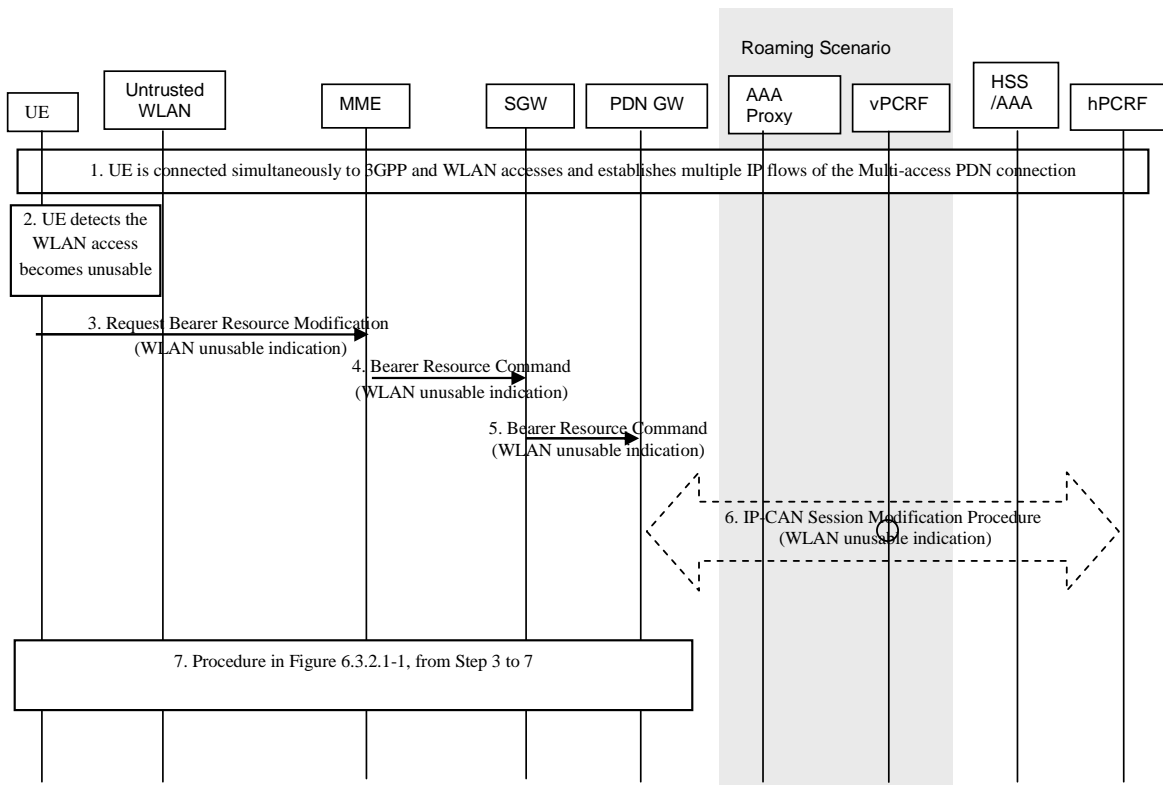 Roaming Scenario
UE
Untrusted
WLAN
MME
SGW
PDN GW
AAA
Proxy
vPCRF
HSS
/AAA
hPCRF
1. UE is connected simultaneously to 3GPP and WLAN accesses and establishes multiple IP flows of the Multi-access PDN connection
2. UE detects the
WLAN access
becomes unusable
3. Request Bearer Resource Modification
(WLAN unusable indication)
4. Bearer Resource Command
(WLAN unusable indication)
5. Bearer Resource Command
(WLAN unusable indication)
6. IP-CAN Session Modification Procedure
(WLAN unusable indication)
7. Procedure in Figure 6.3.2.1-1, from Step 3 to 7